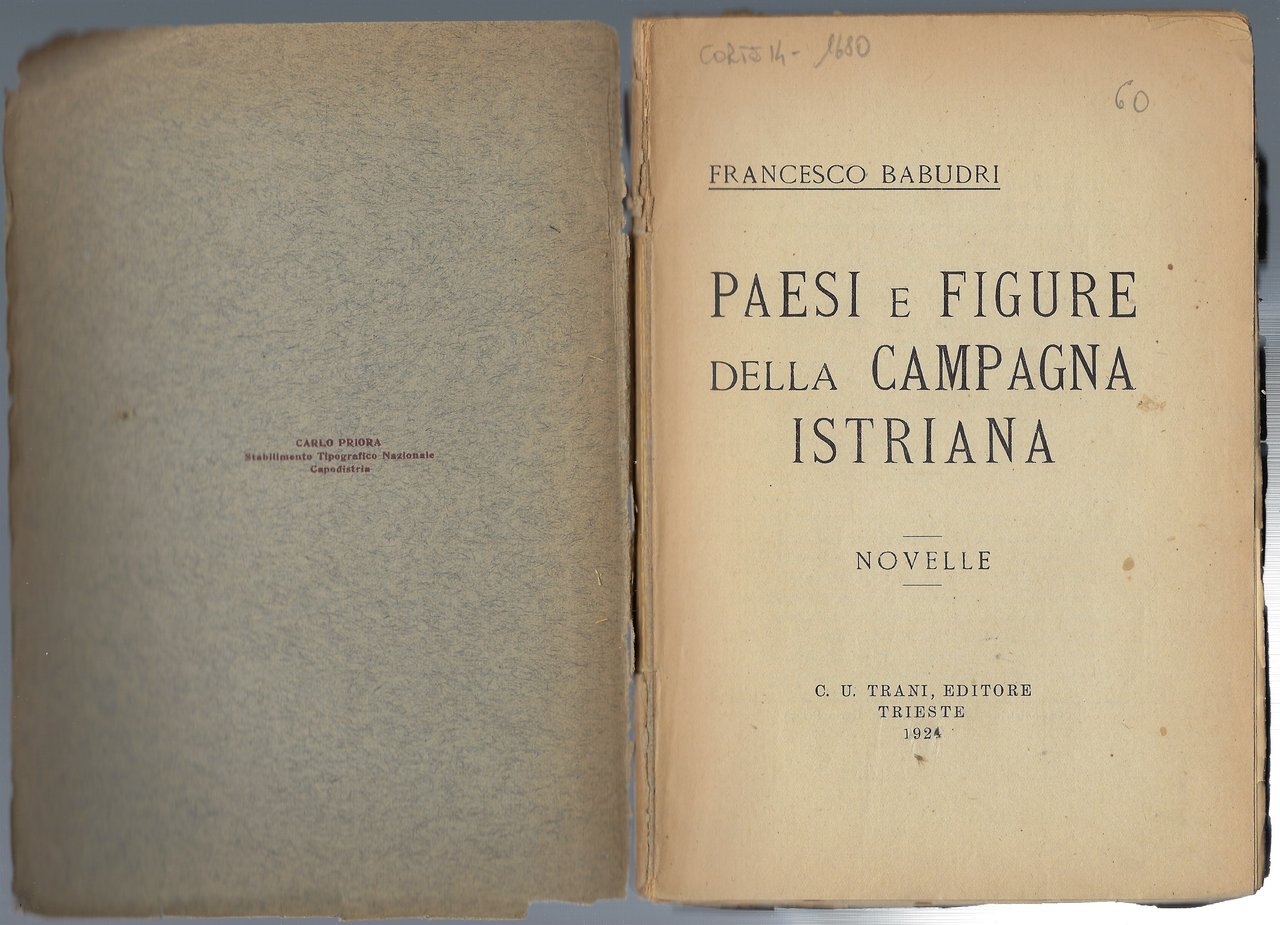 CARLO PRIORA
Stabilimento Tipografico Nazionale
Capodistria
60
FRANCESCO BABUDRI
PAESI E FIGURE
DELLA CAMPAGNA
ISTRIANA
NOVELLE
C. U. TRANI, EDITORE
TRIESTE
1924